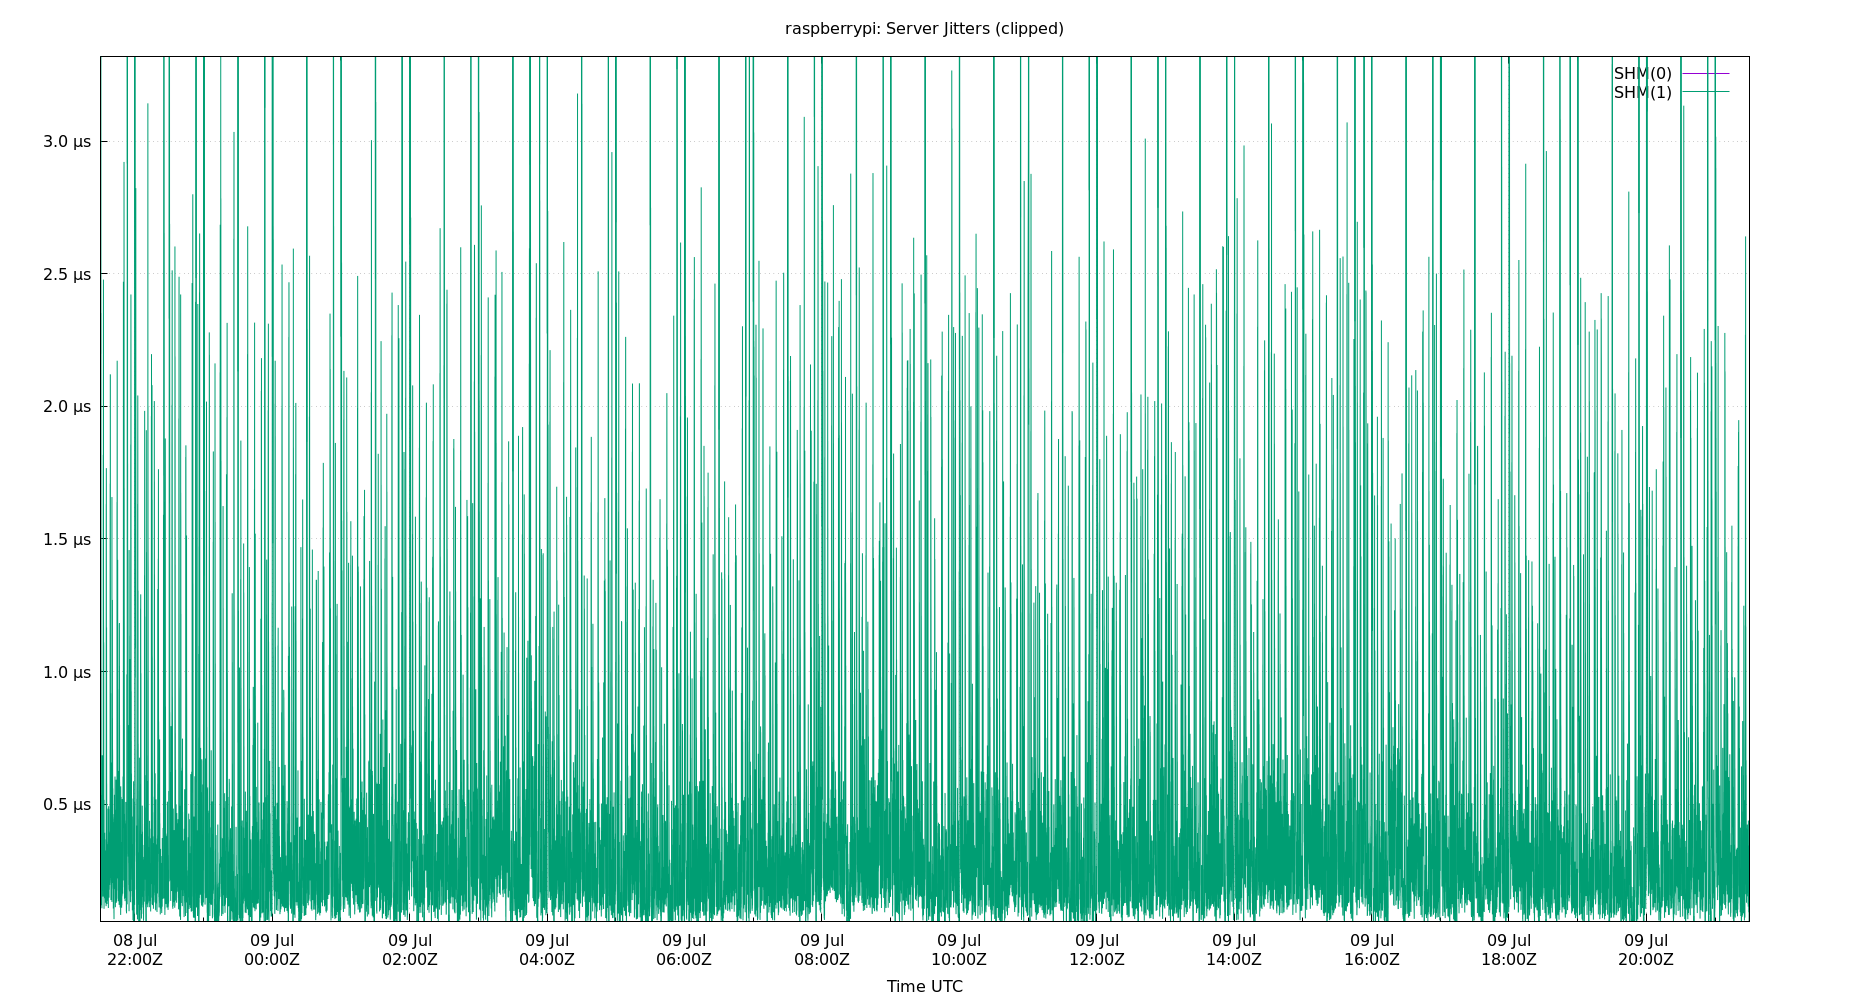 raspberrypi: Server Jitters (clipped)
SHM(0)
SHM(1)
3.0 µs
2.5 µs
2.0 µs
1.5 µs
1.0 µs
0.5 µs
08 Jul 09 Jul 09 Jul 09 Jul 09 Jul 09 Jul 09 Jul 09 Jul 09 Jul 09 Jul 09 Jul 09 Jul
22:00Z 00:00Z 02:00Z 04:00Z 06:00Z 08:00Z 10:00Z 12:00Z 14:00Z 16:00Z 18:00Z 20:00Z
Time UTC